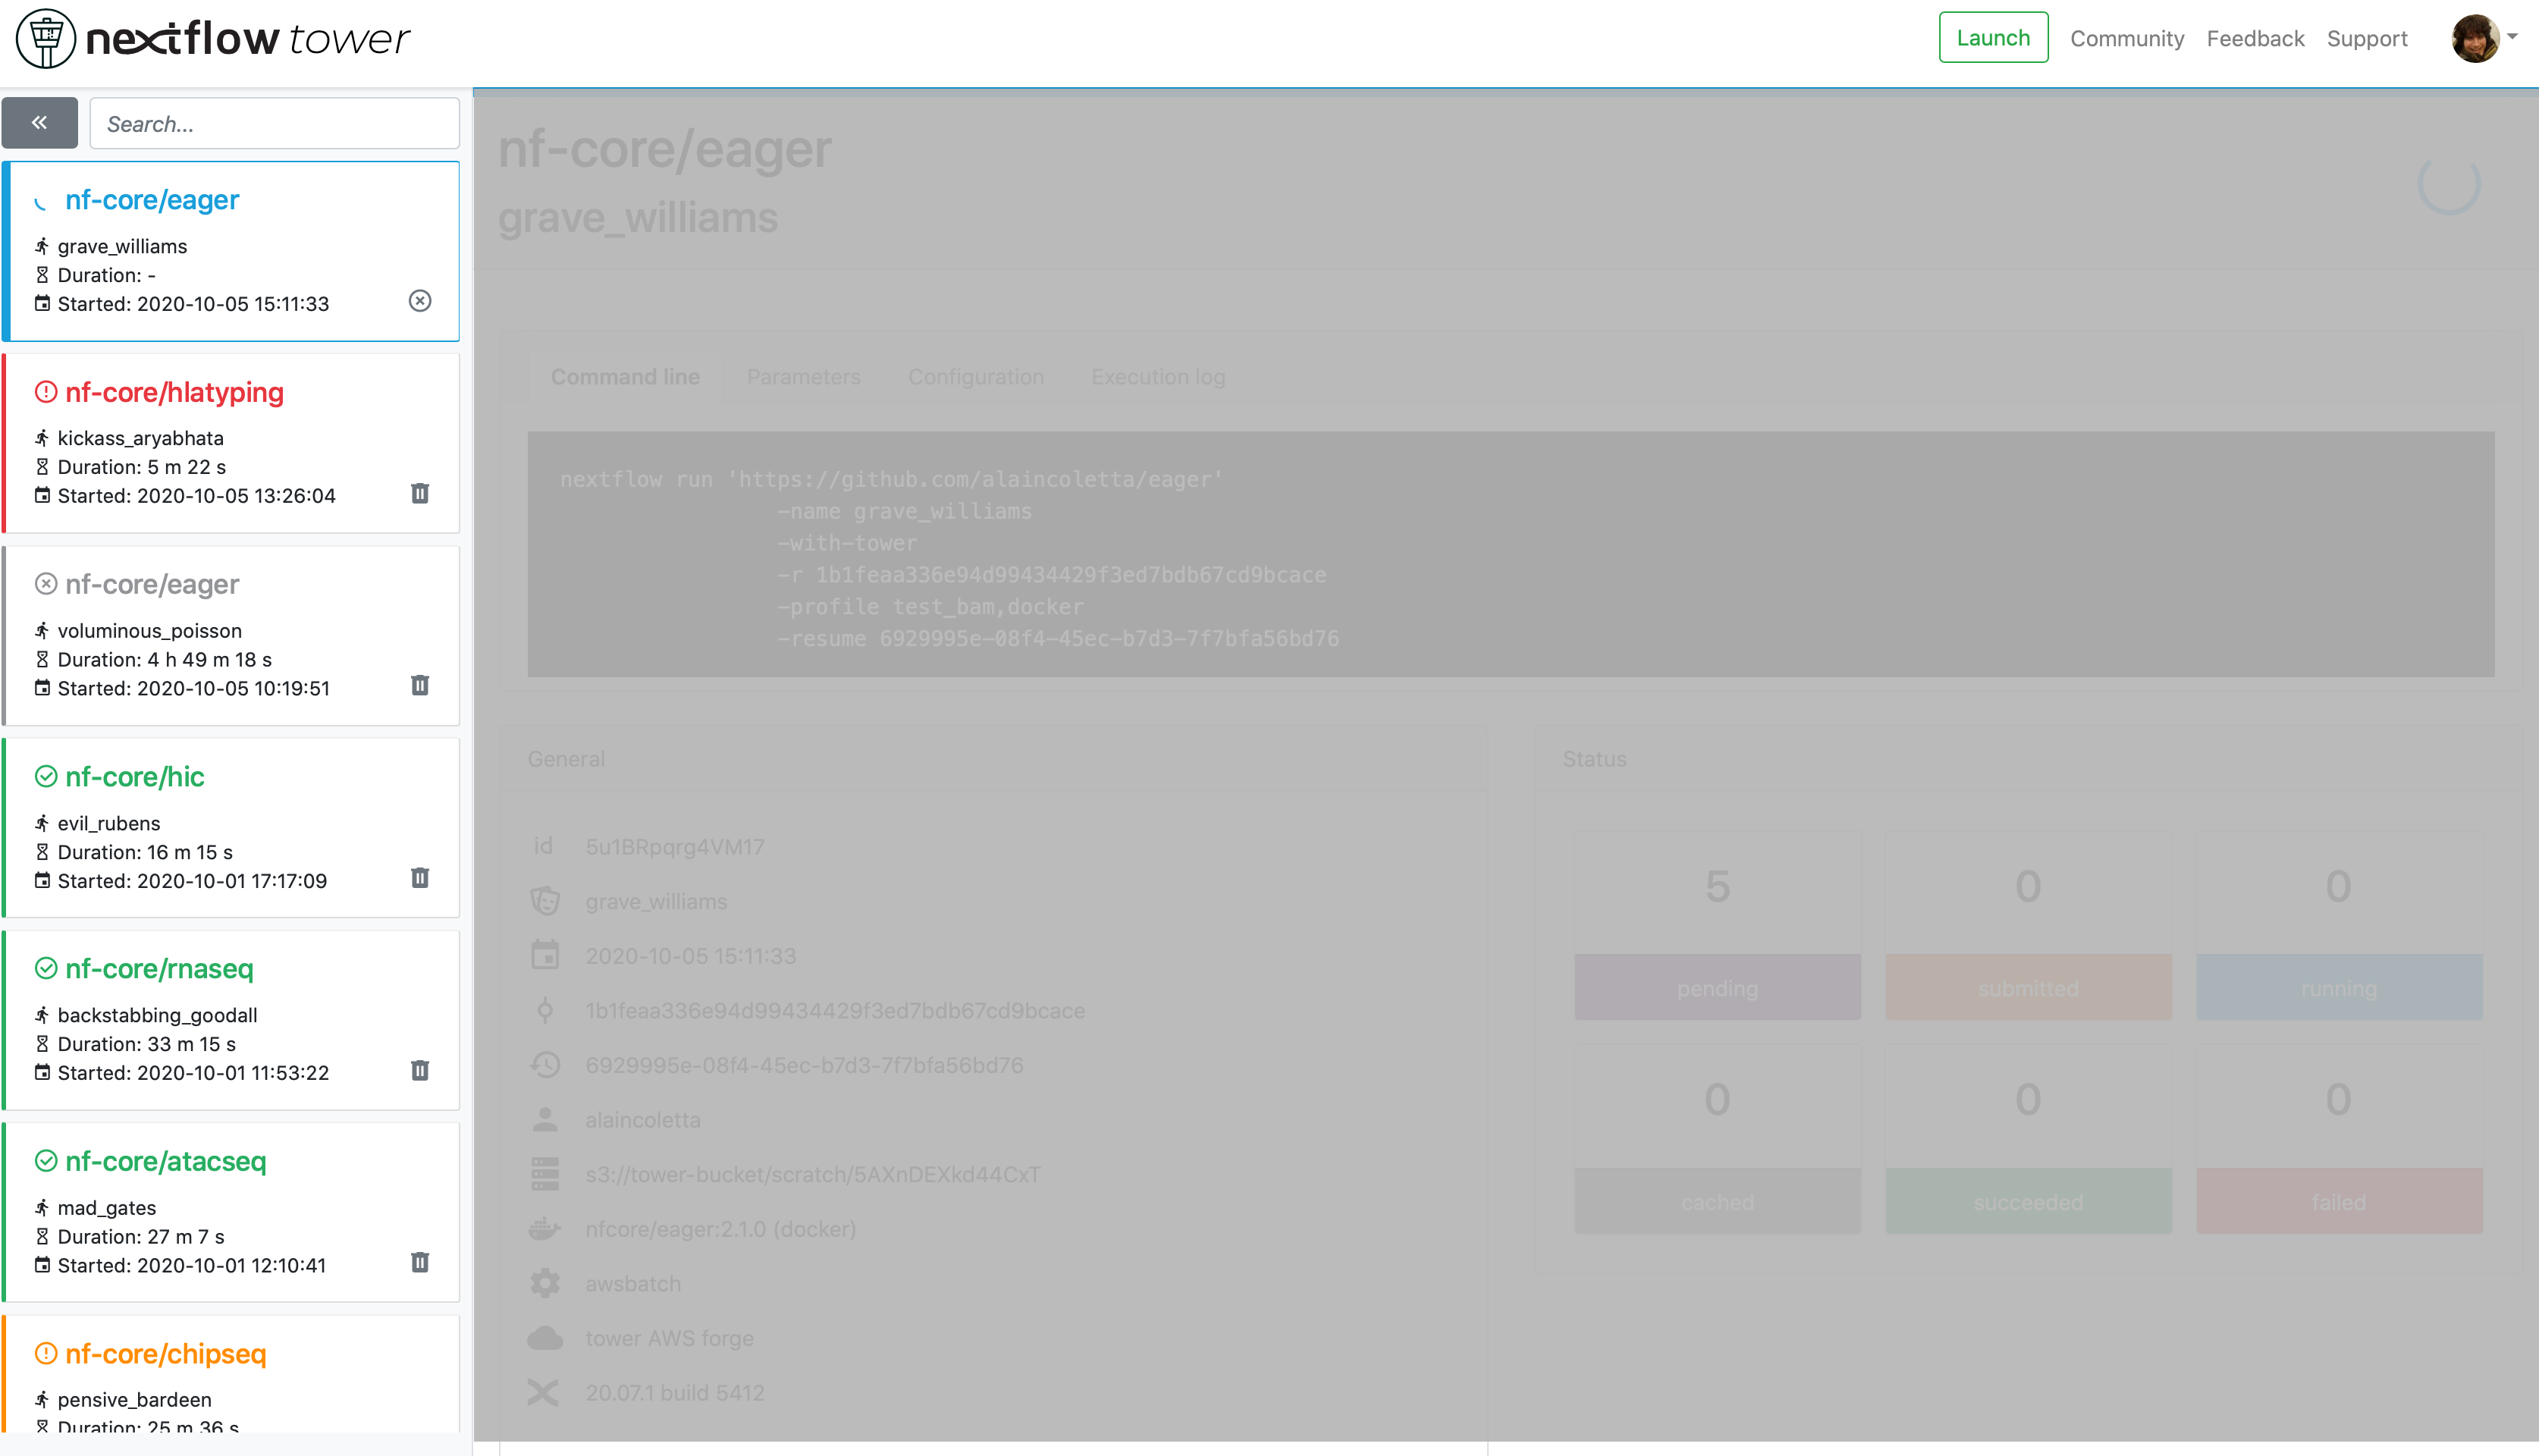 nextflow tower
Launch
Community
Feedback
Support
Search...
nf-core/eager
grave_williams
Duration: -
Started: 2020-10-05 15:11:33
nf-core/hlatyping
kickass_aryabhata
Duration: 5 m 22 s
Started: 2020-10-05 13:26:04
nf-core/eager
voluminous_poisson
Duration: 4 h 49 m 18 s
Started: 2020-10-05 10:19:51
nf-core/hic
evil_rubens
Duration: 16 m 15 s
Started: 2020-10-01 17:17:09
nf-core/rnaseq
backstabbing_goodall
Duration: 33 m 15 s
Started: 2020-10-01 11:53:22
nf-core/atacseq
mad_gates
Duration: 27 m 7 s
Started: 2020-10-01 12:10:41
nf-core/chipseq
pensive_bardeen
Duration: 25 m 36 s
nf-core/eager
grave_williams
Command line
Parameters
Configuration
Execution log
nextflow run 'https://github.com/alaincoletta/eager'
-name grave_williams
-with-tower
-r 1b1feaa336e94d99434429f3ed7bdb67cd9bcace
-profile test_bam,docker
-resume 6929995e-08f4-45ec-b7d3-7f7bfa56bd76
General
id 5u1BRpqrg4VM17
grave_williams
2020-10-05 15:11:33
1b1feaa336e94d99434429f3ed7bdb67cd9bcace
6929995e-08f4-45ec-b7d3-7f7bfa56bd76
alaincoletta
s3://tower-bucket/scratch/5AXnDEXkd44CxT
nfcore/eager:2.1.0 (docker)
awsbatch
tower AWS forge
20.07.1 build 5412
Status
5
pending
0
submitted
0
running
0
cached
0
succeeded
0
failed